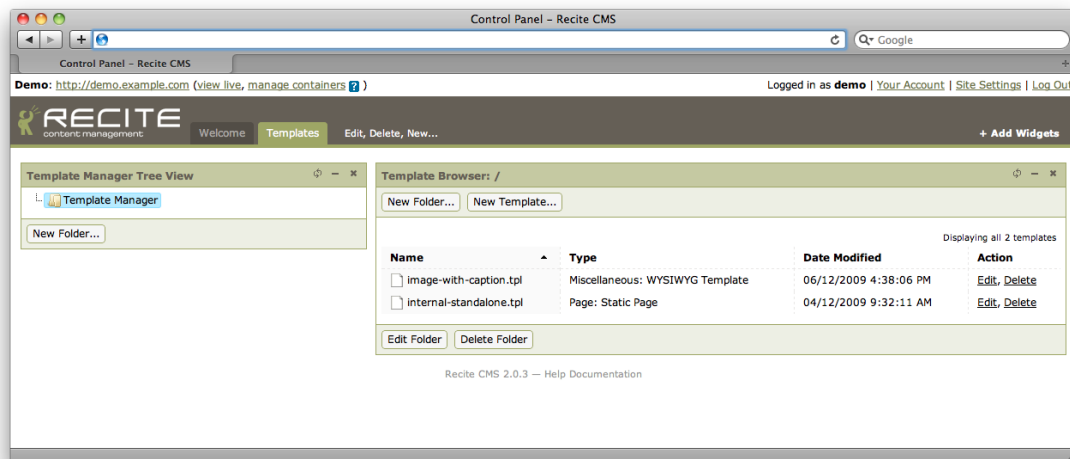 Control Panel – Recite CMS
Google
Control Panel – Recite CMS
Demo: http://demo.example.com (view live, manage containers ? )
Logged in as demo | Your Account | Site Settings | Log Out
RECITE
content management
Welcome
Templates
Edit, Delete, New...
+ Add Widgets
Template Manager Tree View
Template Manager
New Folder...
Template Browser: /
New Folder...
New Template...
Displaying all 2 templates
Name Type Date Modified Action
image-with-caption.tpl Miscellaneous: WYSIWYG Template 06/12/2009 4:38:06 PM Edit, Delete
internal-standalone.tpl Page: Static Page 04/12/2009 9:32:11 AM Edit, Delete
Edit Folder
Delete Folder
Recite CMS 2.0.3 — Help Documentation